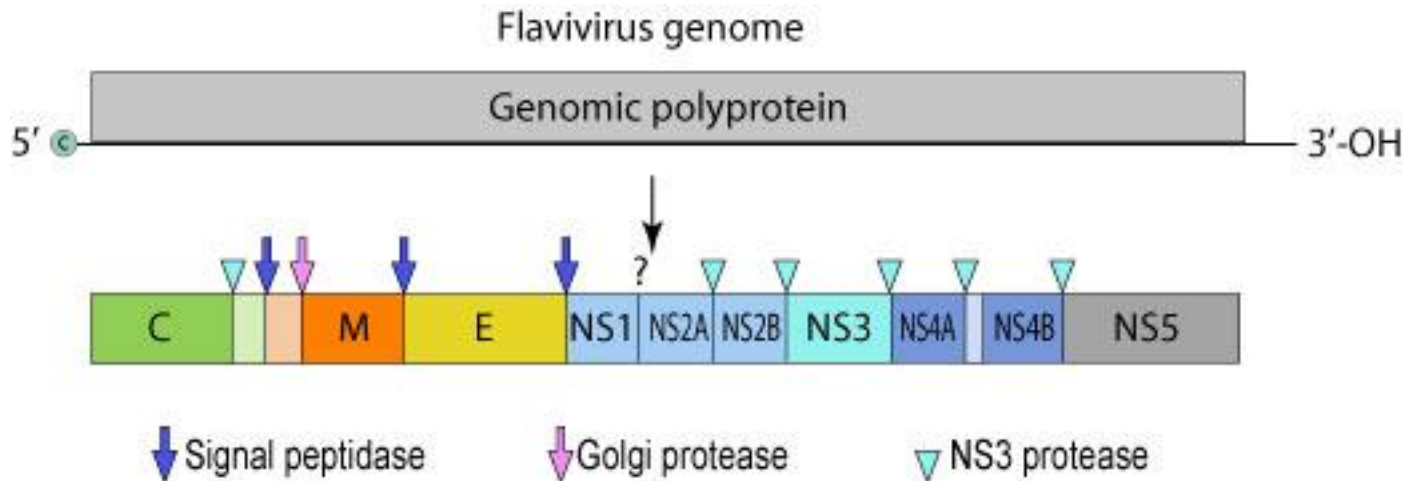 Flavivirus genome
Genomic polyprotein
5′ C 3′-OH
?
C M E NS1 NS2A NS2B NS3 NS4A NS4B NS5
Signal peptidase Golgi protease NS3 protease